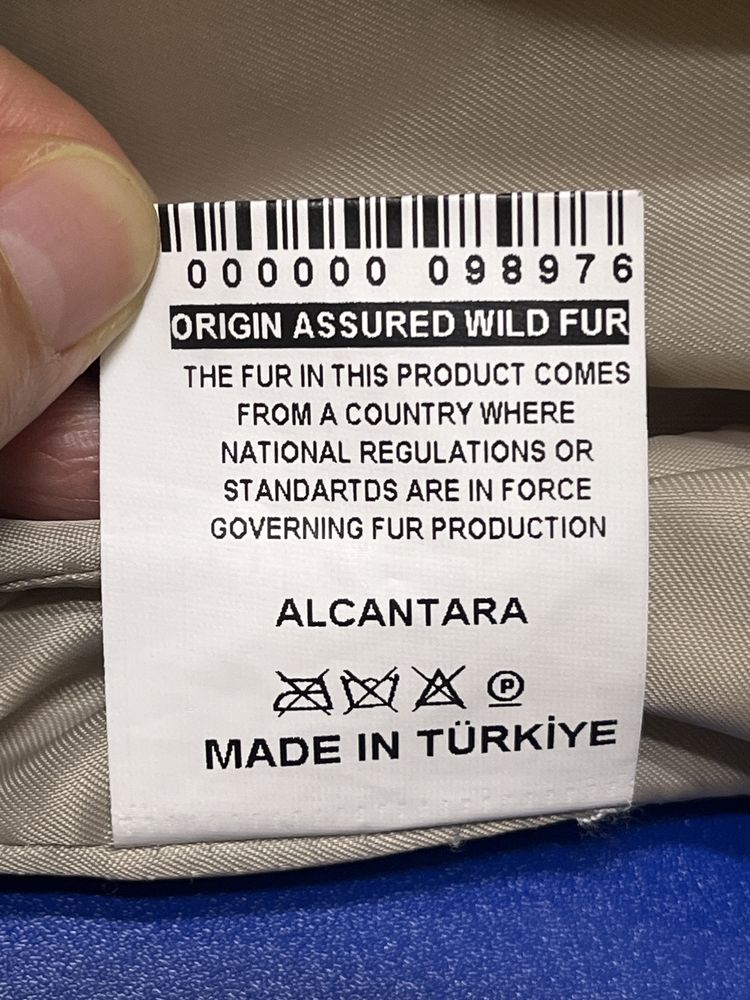 000000 098976
ORIGIN ASSURED WILD FUR
THE FUR IN THIS PRODUCT COMES
FROM A COUNTRY WHERE
NATIONAL REGULATIONS OR
STANDARTDS ARE IN FORCE
GOVERNING FUR PRODUCTION
ALCANTARA
P
MADE IN TÜRKİYE